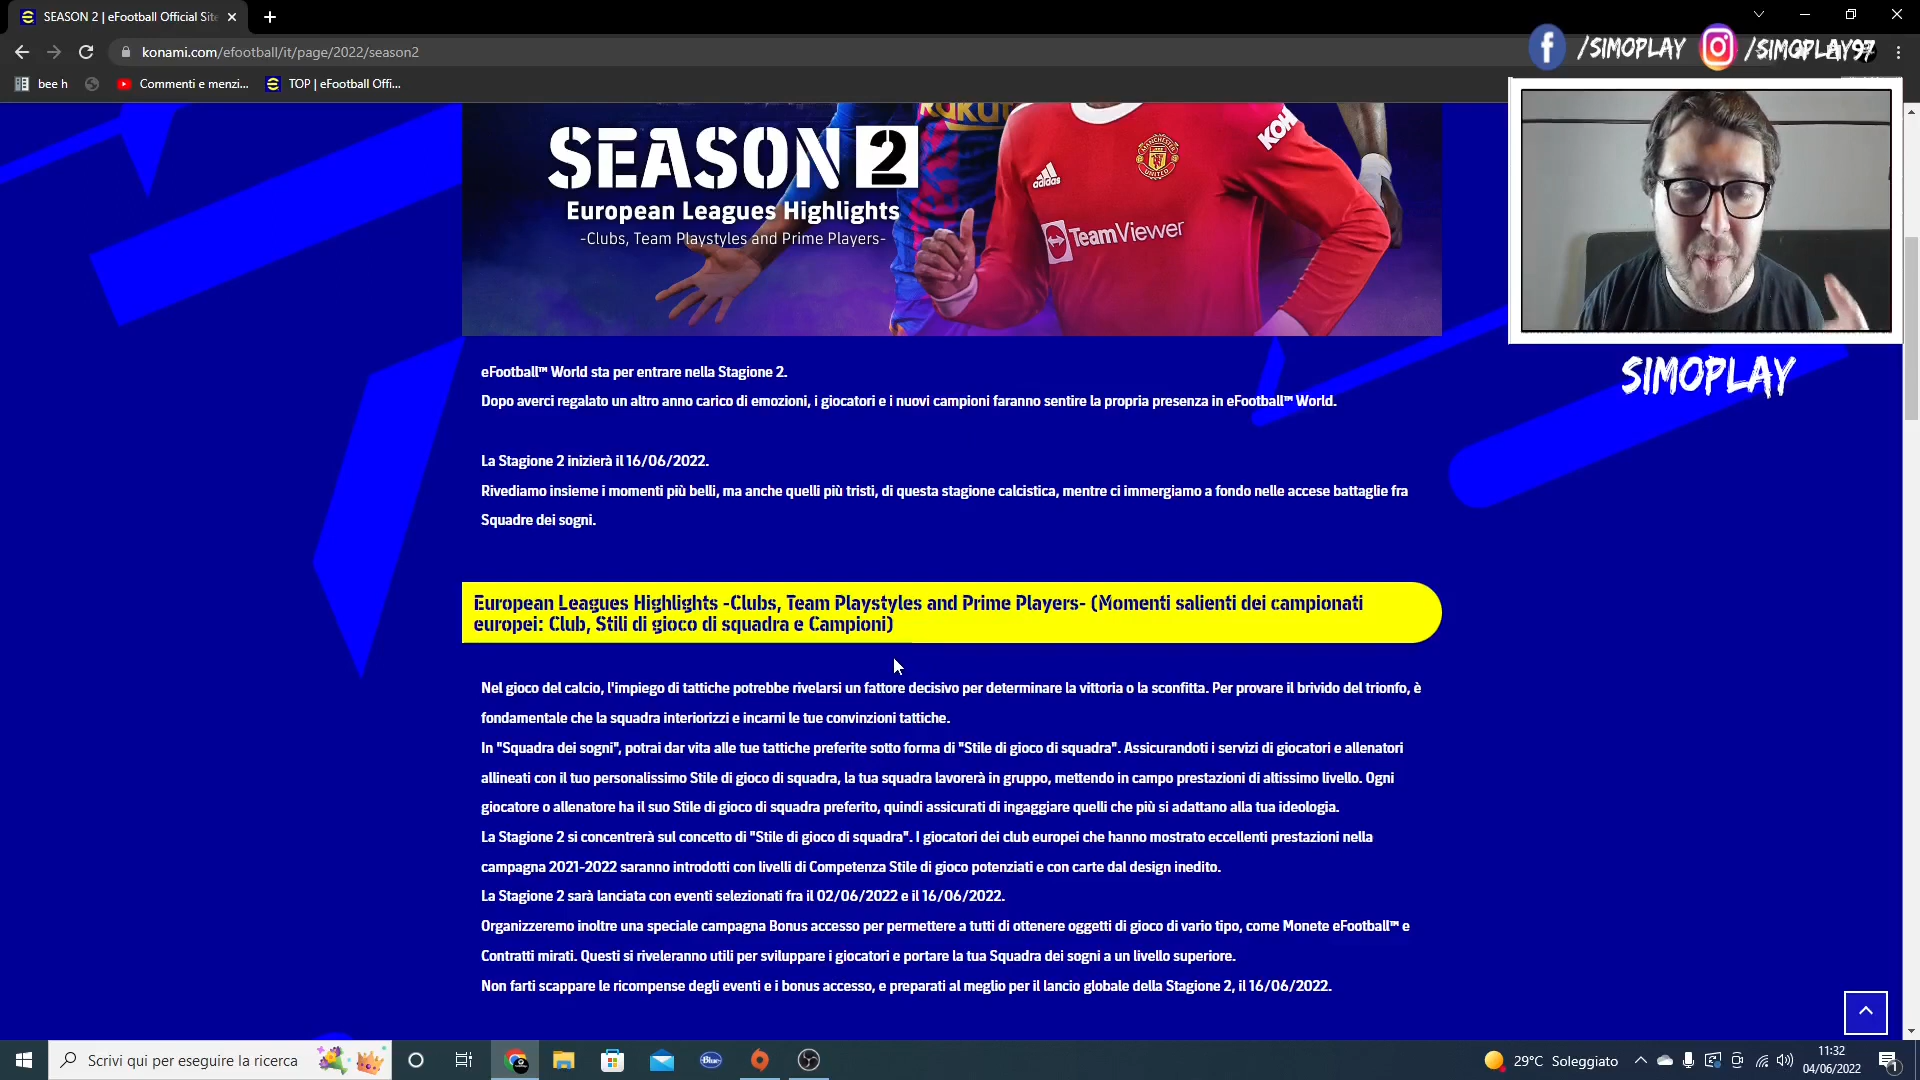 SEASON 2 | eFootball Official Site
konami.com/efootball/it/page/2022/season2
/SIMOPLAY
/SIMOPLAY97
bee h
Commenti e menzi...
TOP | eFootball Offi...
Rakut
SEASON 2
European Leagues Highlights
-Clubs, Team Playstyles and Prime Players-
adidas
MANCHESTER
UNITED
KOH
TeamViewer
SIMOPLAY
eFootball™ World sta per entrare nella Stagione 2.
Dopo averci regalato un altro anno carico di emozioni, i giocatori e i nuovi campioni faranno sentire la propria presenza in eFootball™ World.
La Stagione 2 inizierà il 16/06/2022.
Rivediamo insieme i momenti più belli, ma anche quelli più tristi, di questa stagione calcistica, mentre ci immergiamo a fondo nelle accese battaglie fra
Squadre dei sogni.
European Leagues Highlights -Clubs, Team Playstyles and Prime Players- (Momenti salienti dei campionati
europei: Club, Stili di gioco di squadra e Campioni)
Nel gioco del calcio, l'impiego di tattiche potrebbe rivelarsi un fattore decisivo per determinare la vittoria o la sconfitta. Per provare il brivido del trionfo, è
fondamentale che la squadra interiorizzi e incarni le tue convinzioni tattiche.
In "Squadra dei sogni", potrai dar vita alle tue tattiche preferite sotto forma di "Stile di gioco di squadra". Assicurandoti i servizi di giocatori e allenatori
allineati con il tuo personalissimo Stile di gioco di squadra, la tua squadra lavorerà in gruppo, mettendo in campo prestazioni di altissimo livello. Ogni
giocatore o allenatore ha il suo Stile di gioco di squadra preferito, quindi assicurati di ingaggiare quelli che più si adattano alla tua ideologia.
La Stagione 2 si concentrerà sul concetto di "Stile di gioco di squadra". I giocatori dei club europei che hanno mostrato eccellenti prestazioni nella
campagna 2021-2022 saranno introdotti con livelli di Competenza Stile di gioco potenziati e con carte dal design inedito.
La Stagione 2 sarà lanciata con eventi selezionati fra il 02/06/2022 e il 16/06/2022.
Organizzeremo inoltre una speciale campagna Bonus accesso per permettere a tutti di ottenere oggetti di gioco di vario tipo, come Monete eFootball™ e
Contratti mirati. Questi si riveleranno utili per sviluppare i giocatori e portare la tua Squadra dei sogni a un livello superiore.
Non farti scappare le ricompense degli eventi e i bonus accesso, e preparati al meglio per il lancio globale della Stagione 2, il 16/06/2022.
Scrivi qui per eseguire la ricerca
Blue
29°C Soleggiato
11:32
04/06/2022
1